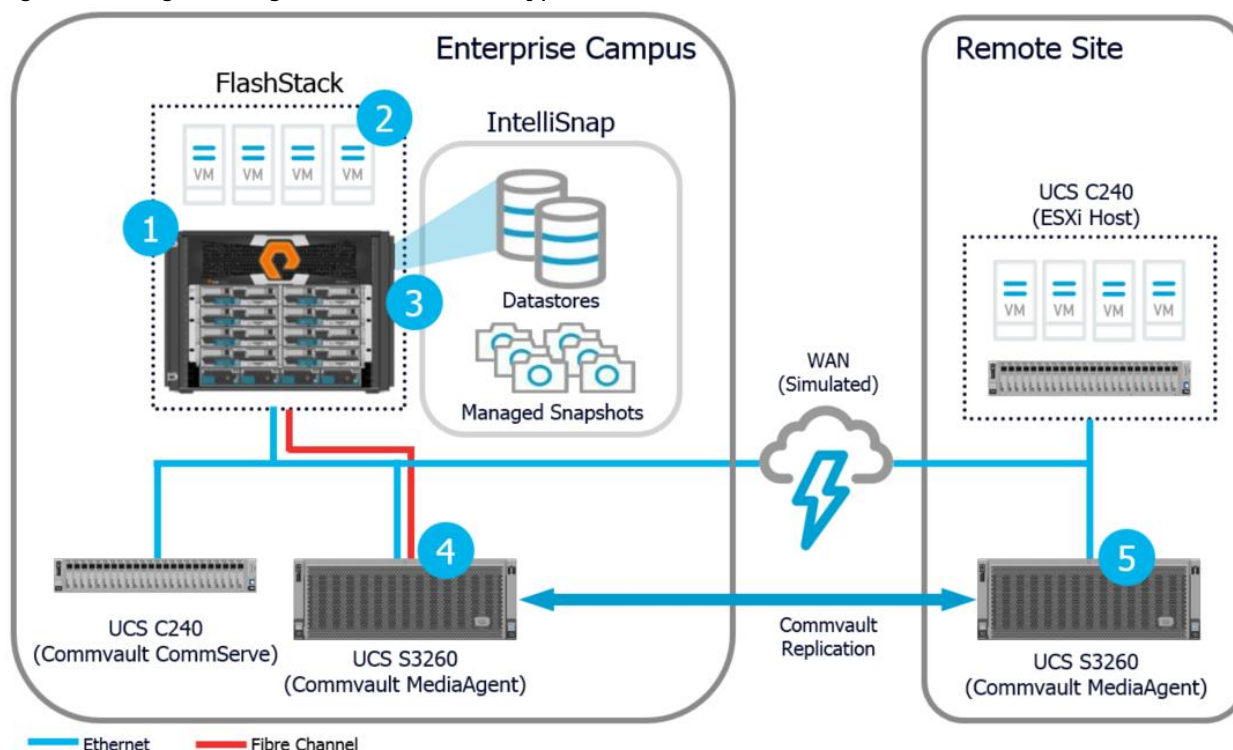 Enterprise Campus
Remote Site
FlashStack
2
IntelliSnap
VM VM VM VM
1
3
Datastores
Managed Snapshots
UCS C240
(ESXi Host)
VM VM VM VM
WAN
(Simulated)
4
5
UCS C240
(Commvault CommServe)
UCS S3260
(Commvault MediaAgent)
Commvault
Replication
UCS S3260
(Commvault MediaAgent)
Ethernet
Fibre Channel